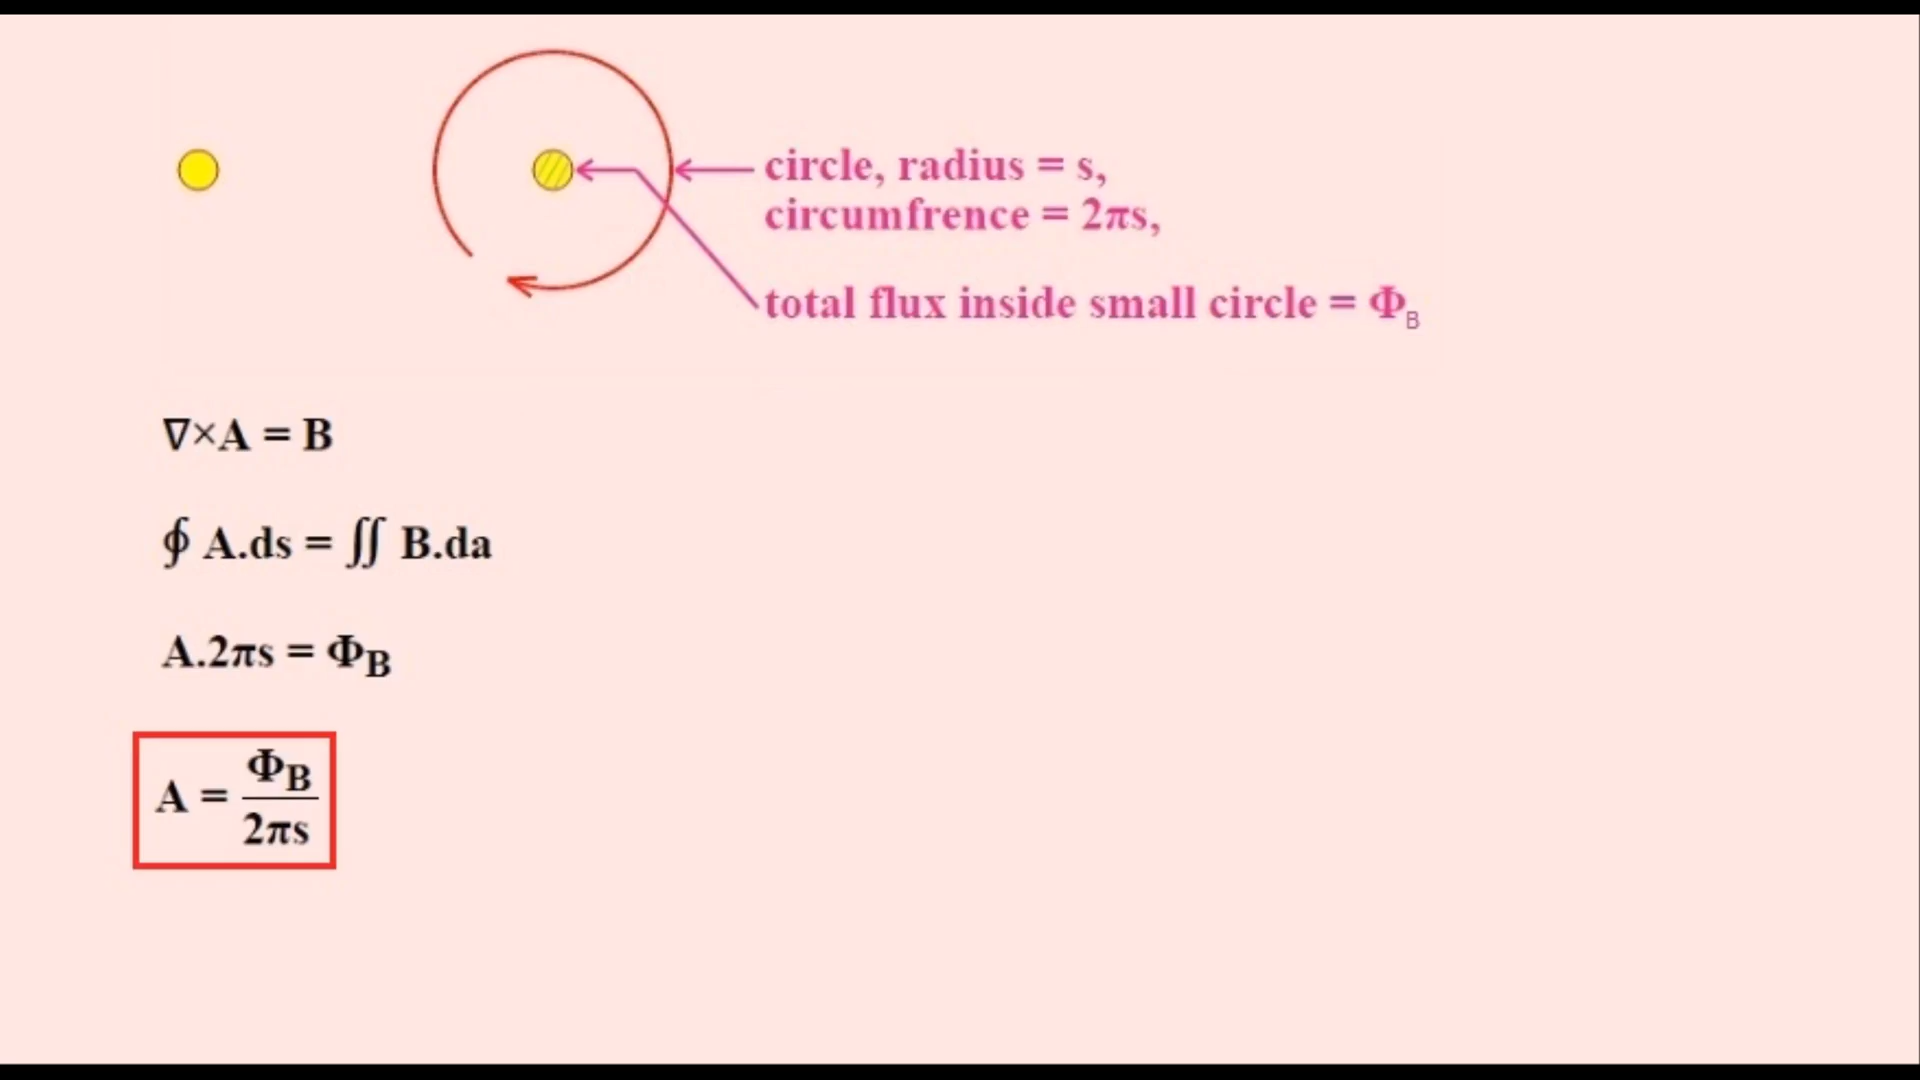 circle, radius = s,
circumfrence = 2πs,
total flux inside small circle = Φ_B
∇×A = B
∮ A.ds = ∬ B.da
A.2πs = Φ_B
A = Φ_B / 2πs